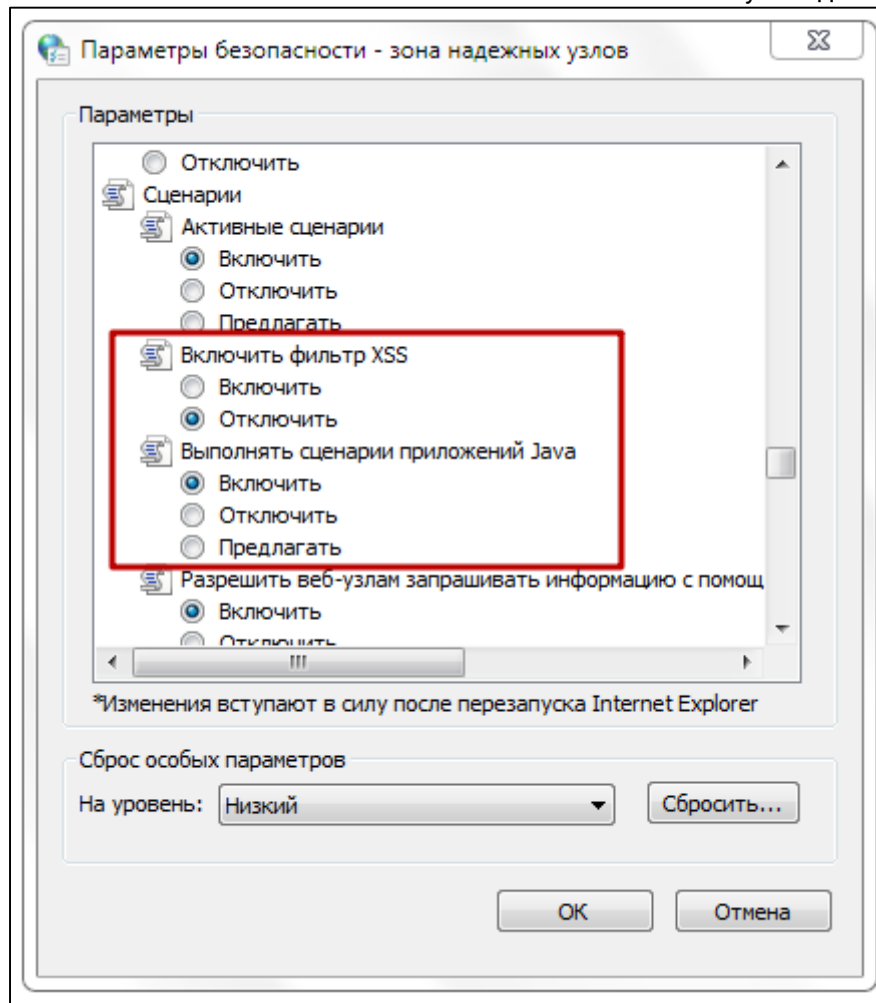 Параметры безопасности - зона надежных узлов
Параметры
Отключить
Сценарии
Активные сценарии
Включить
Отключить
Предлагать
Включить фильтр XSS
Включить
Отключить
Выполнять сценарии приложений Java
Включить
Отключить
Предлагать
Разрешить веб-узлам запрашивать информацию с помощ
Включить
Отключить
*Изменения вступают в силу после перезапуска Internet Explorer
Сброс особых параметров
На уровень: Низкий Сбросить...
ОК Отмена